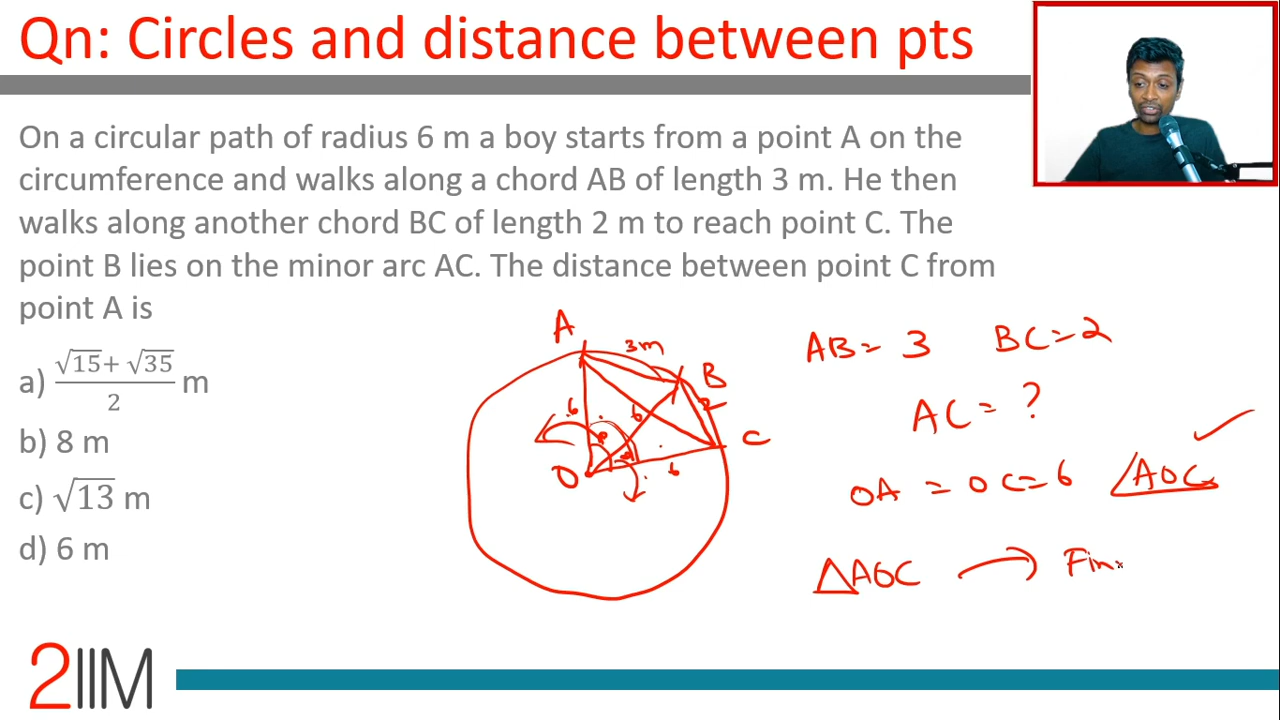 Qn: Circles and distance between pts
On a circular path of radius 6 m a boy starts from a point A on the
circumference and walks along a chord AB of length 3 m. He then
walks along another chord BC of length 2 m to reach point C. The
point B lies on the minor arc AC. The distance between point C from
point A is
a) (√15 + √35)/2 m
b) 8 m
c) √13 m
d) 6 m
A
3m
B
2
C
6
6
6
O
AB = 3 BC = 2
AC = ?
OA = OC = 6 ∠AOC
△AOC → Fin
2IIM